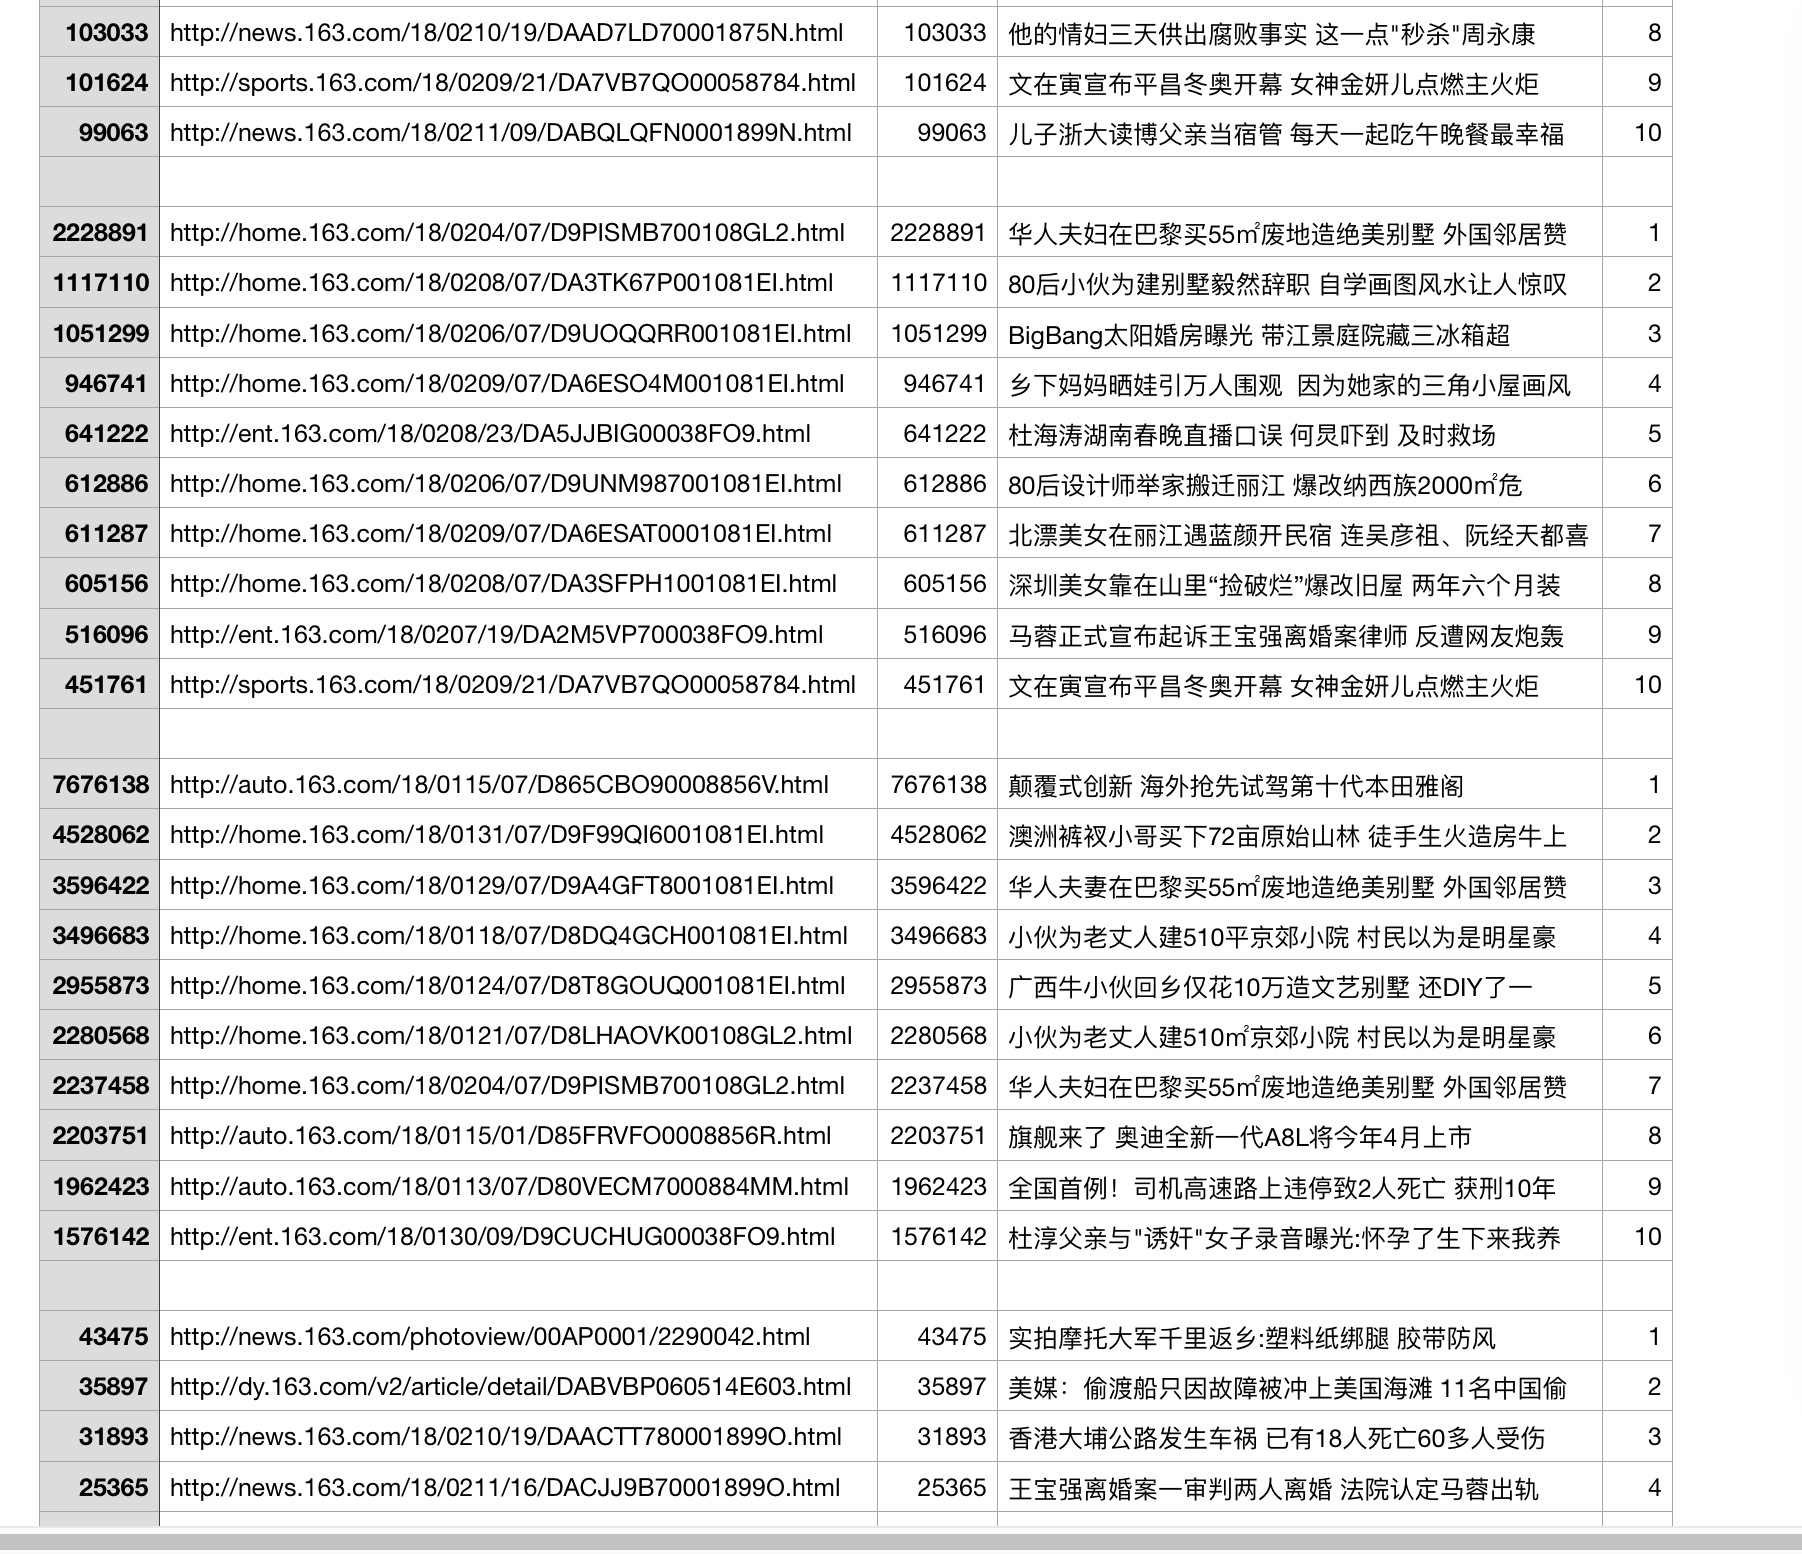 103033 http://news.163.com/18/0210/19/DAAD7LD70001875N.html 103033 他的情妇三天供出腐败事实 这一点"秒杀"周永康 8
101624 http://sports.163.com/18/0209/21/DA7VB7QO00058784.html 101624 文在寅宣布平昌冬奥开幕 女神金妍儿点燃主火炬 9
99063 http://news.163.com/18/0211/09/DABQLQFN0001899N.html 99063 儿子浙大读博父亲当宿管 每天一起吃午晚餐最幸福 10
2228891 http://home.163.com/18/0204/07/D9PISMB700108GL2.html 2228891 华人夫妇在巴黎买55㎡废地造绝美别墅 外国邻居赞 1
1117110 http://home.163.com/18/0208/07/DA3TK67P001081EI.html 1117110 80后小伙为建别墅毅然辞职 自学画图风水让人惊叹 2
1051299 http://home.163.com/18/0206/07/D9UOQQRR001081EI.html 1051299 BigBang太阳婚房曝光 带江景庭院藏三冰箱超 3
946741 http://home.163.com/18/0209/07/DA6ESO4M001081EI.html 946741 乡下妈妈晒娃引万人围观  因为她家的三角小屋画风 4
641222 http://ent.163.com/18/0208/23/DA5JJBIG00038FO9.html 641222 杜海涛湖南春晚直播口误 何炅吓到 及时救场 5
612886 http://home.163.com/18/0206/07/D9UNM987001081EI.html 612886 80后设计师举家搬迁丽江 爆改纳西族2000㎡危 6
611287 http://home.163.com/18/0209/07/DA6ESAT0001081EI.html 611287 北漂美女在丽江遇蓝颜开民宿 连吴彦祖、阮经天都喜 7
605156 http://home.163.com/18/0208/07/DA3SFPH1001081EI.html 605156 深圳美女靠在山里“捡破烂”爆改旧屋 两年六个月装 8
516096 http://ent.163.com/18/0207/19/DA2M5VP700038FO9.html 516096 马蓉正式宣布起诉王宝强离婚案律师 反遭网友炮轰 9
451761 http://sports.163.com/18/0209/21/DA7VB7QO00058784.html 451761 文在寅宣布平昌冬奥开幕 女神金妍儿点燃主火炬 10
7676138 http://auto.163.com/18/0115/07/D865CBO90008856V.html 7676138 颠覆式创新 海外抢先试驾第十代本田雅阁 1
4528062 http://home.163.com/18/0131/07/D9F99QI6001081EI.html 4528062 澳洲裤衩小哥买下72亩原始山林 徒手生火造房牛上 2
3596422 http://home.163.com/18/0129/07/D9A4GFT8001081EI.html 3596422 华人夫妻在巴黎买55㎡废地造绝美别墅 外国邻居赞 3
3496683 http://home.163.com/18/0118/07/D8DQ4GCH001081EI.html 3496683 小伙为老丈人建510平京郊小院 村民以为是明星豪 4
2955873 http://home.163.com/18/0124/07/D8T8GOUQ001081EI.html 2955873 广西牛小伙回乡仅花10万造文艺别墅 还DIY了一 5
2280568 http://home.163.com/18/0121/07/D8LHAOVK00108GL2.html 2280568 小伙为老丈人建510㎡京郊小院 村民以为是明星豪 6
2237458 http://home.163.com/18/0204/07/D9PISMB700108GL2.html 2237458 华人夫妇在巴黎买55㎡废地造绝美别墅 外国邻居赞 7
2203751 http://auto.163.com/18/0115/01/D85FRVFO0008856R.html 2203751 旗舰来了 奥迪全新一代A8L将今年4月上市 8
1962423 http://auto.163.com/18/0113/07/D80VECM7000884MM.html 1962423 全国首例！司机高速路上违停致2人死亡 获刑10年 9
1576142 http://ent.163.com/18/0130/09/D9CUCHUG00038FO9.html 1576142 杜淳父亲与"诱奸"女子录音曝光:怀孕了生下来我养 10
43475 http://news.163.com/photoview/00AP0001/2290042.html 43475 实拍摩托大军千里返乡:塑料纸绑腿 胶带防风 1
35897 http://dy.163.com/v2/article/detail/DABVBP060514E603.html 35897 美媒：偷渡船只因故障被冲上美国海滩 11名中国偷 2
31893 http://news.163.com/18/0210/19/DAACTT780001899O.html 31893 香港大埔公路发生车祸 已有18人死亡60多人受伤 3
25365 http://news.163.com/18/0211/16/DACJJ9B70001899O.html 25365 王宝强离婚案一审判两人离婚 法院认定马蓉出轨 4